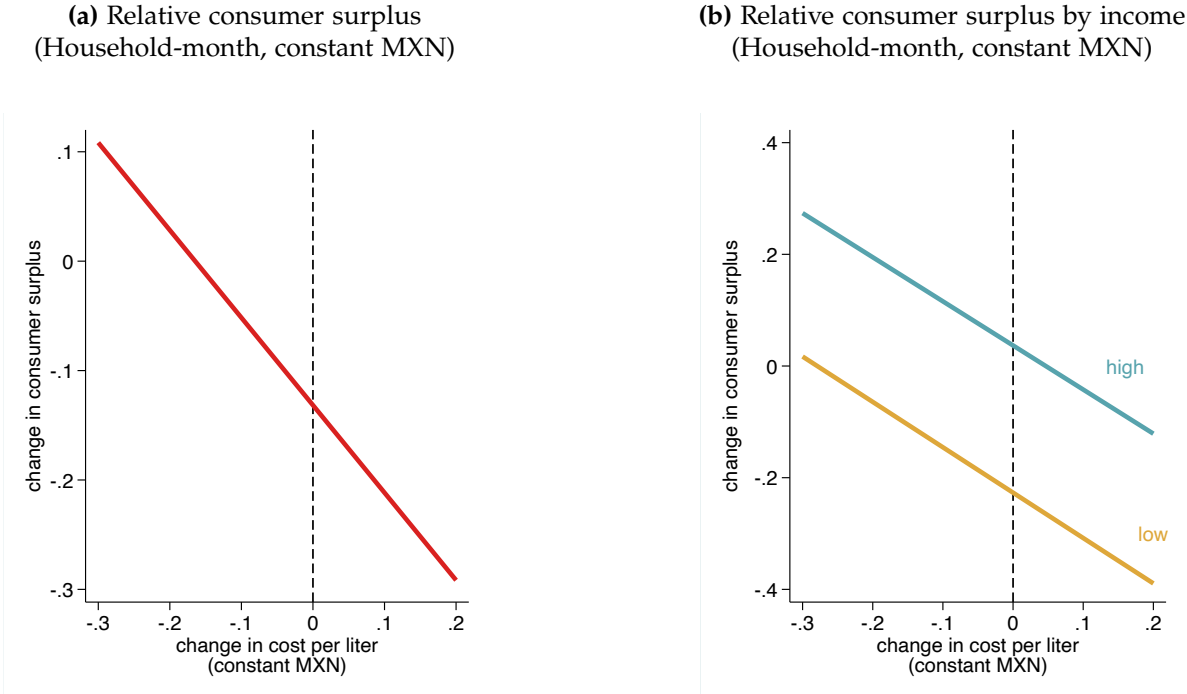 (a) Relative consumer surplus
(Household-month, constant MXN)
.1
0
-.1
-.2
-.3
change in consumer surplus
-.3 -.2 -.1 0 .1 .2
change in cost per liter
(constant MXN)
(b) Relative consumer surplus by income
(Household-month, constant MXN)
.4
.2
0
-.2
-.4
change in consumer surplus
high
low
-.3 -.2 -.1 0 .1 .2
change in cost per liter
(constant MXN)